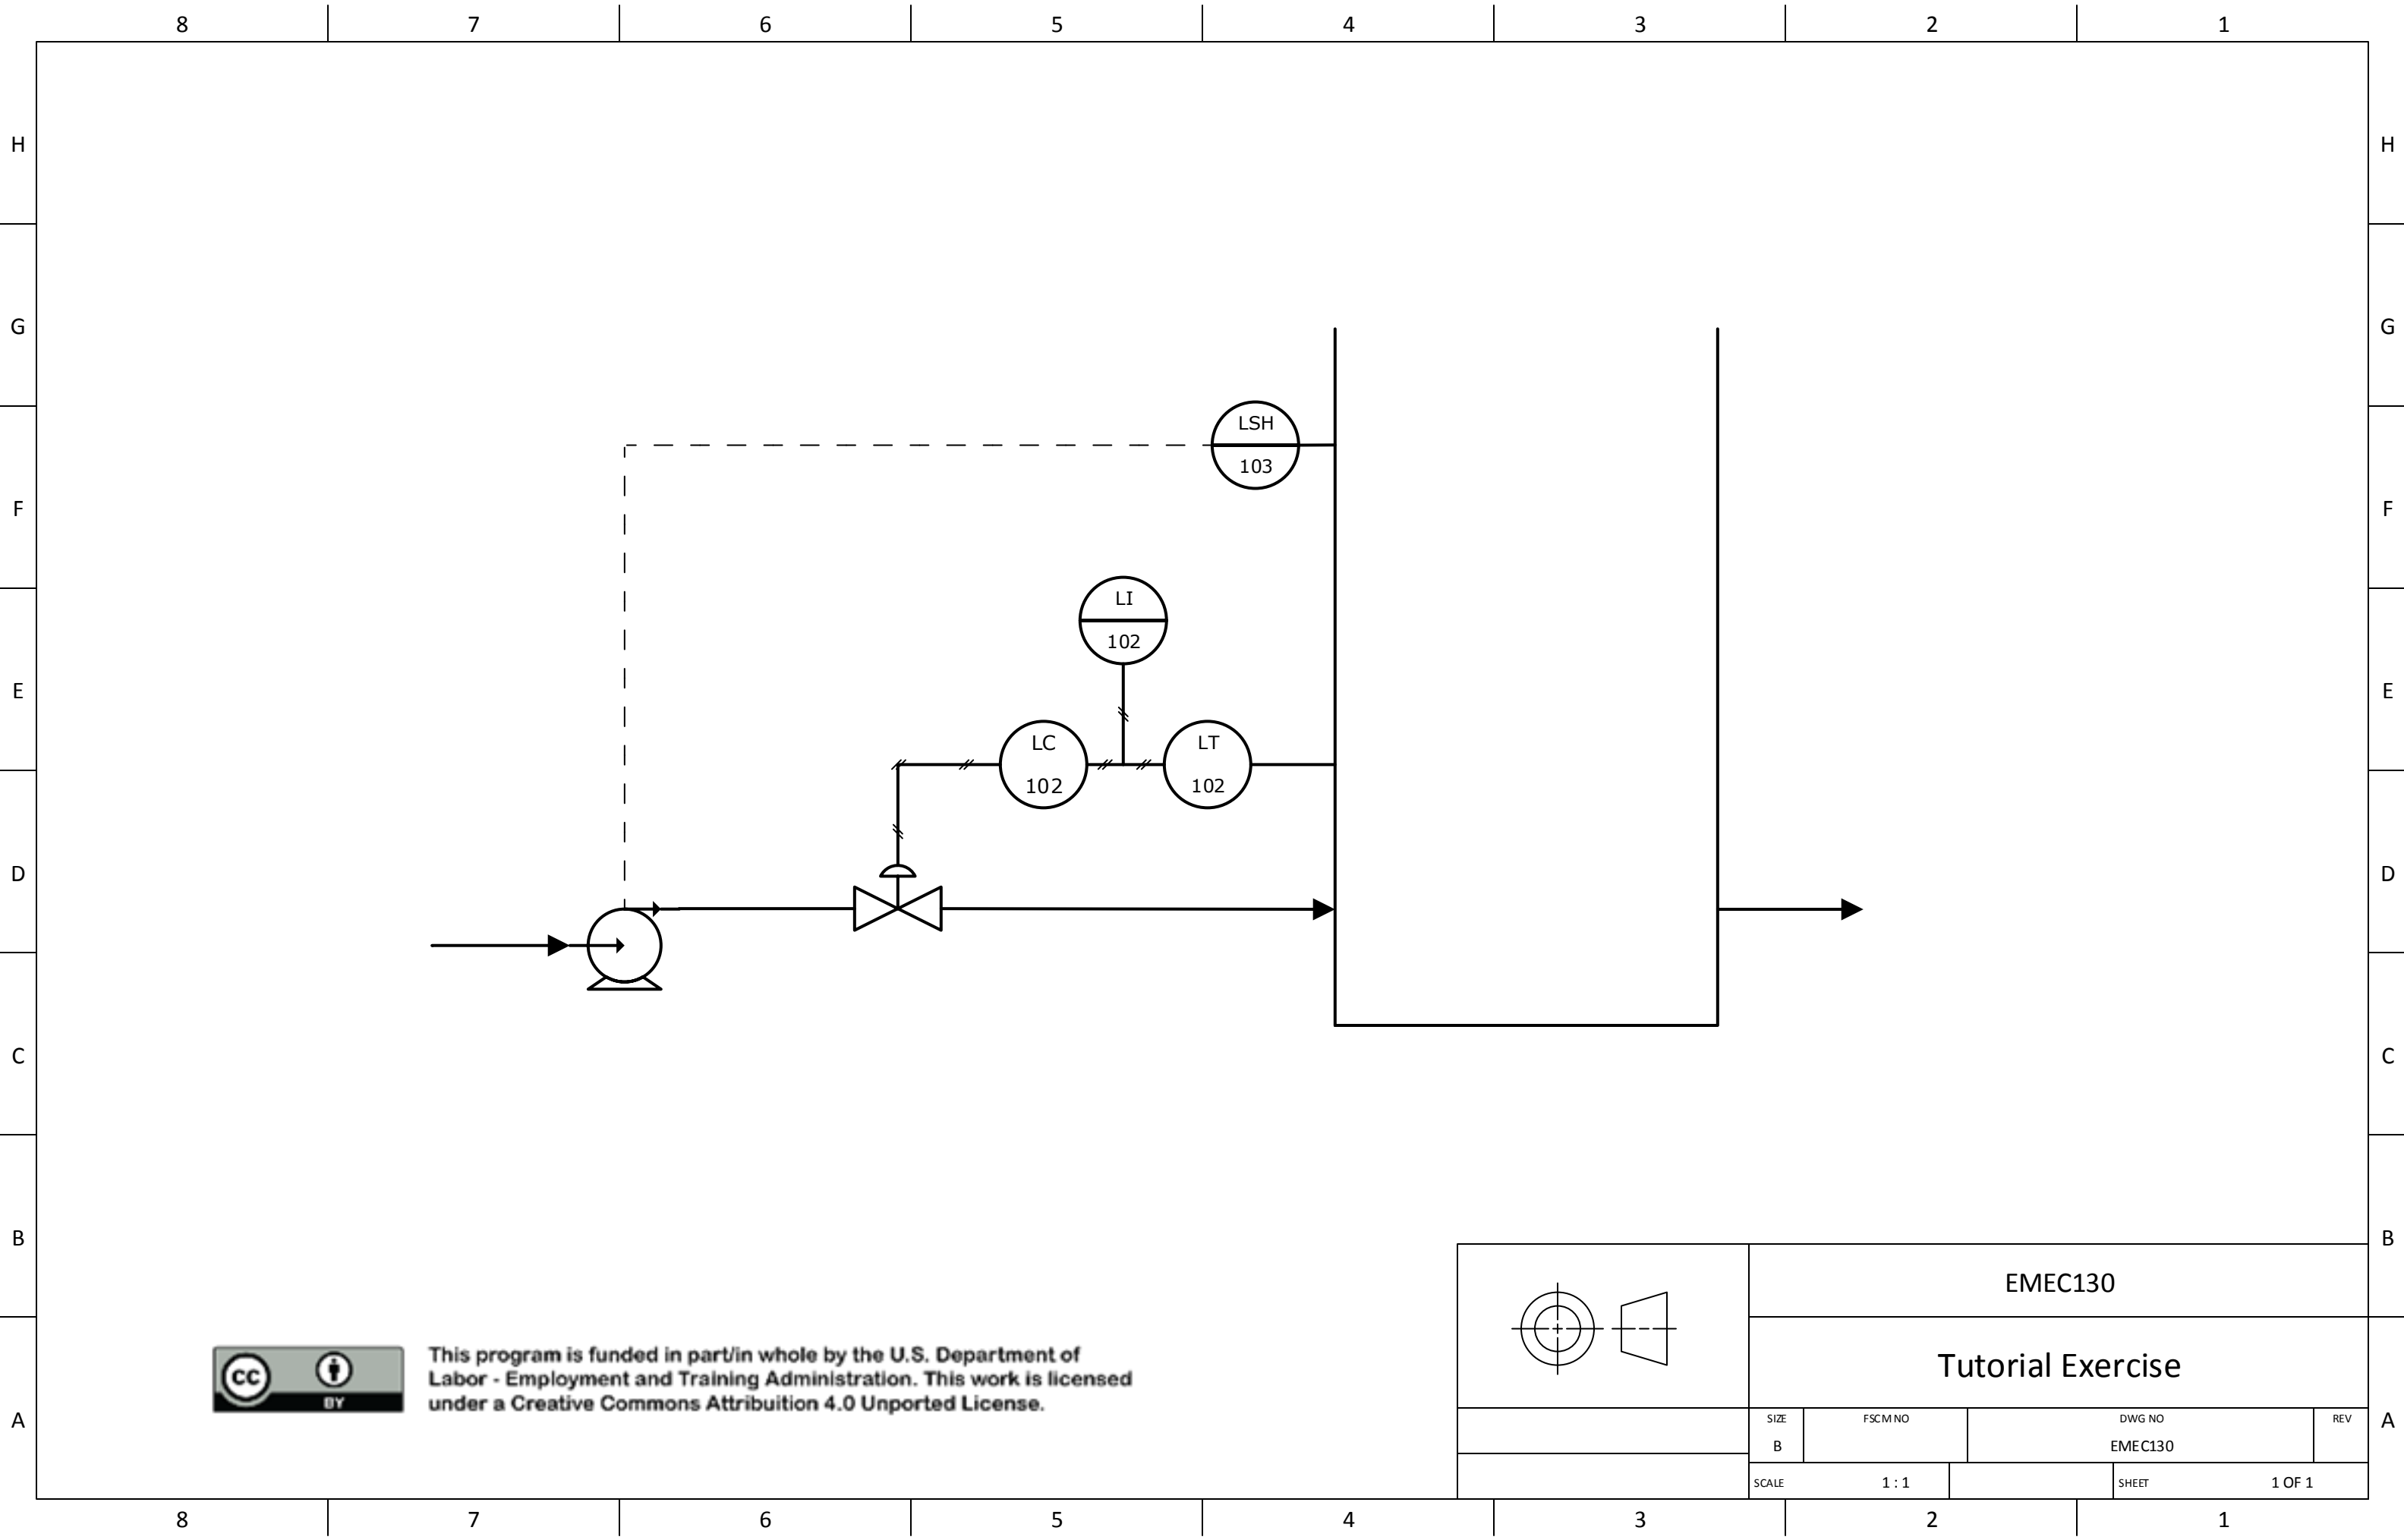 8 7 6 5 4 3 2 1
H H
G G
LSH
103
F F
LI
102
E E
LC LT
102 102
D D
C C
B B
EMEC130
Tutorial Exercise
cc BY
This program is funded in part/in whole by the U.S. Department of
Labor - Employment and Training Administration. This work is licensed
under a Creative Commons Attribuition 4.0 Unported License.
A A
SIZE FSCM NO DWG NO REV
B EMEC130
SCALE 1 : 1 SHEET 1 OF 1
8 7 6 5 4 3 2 1